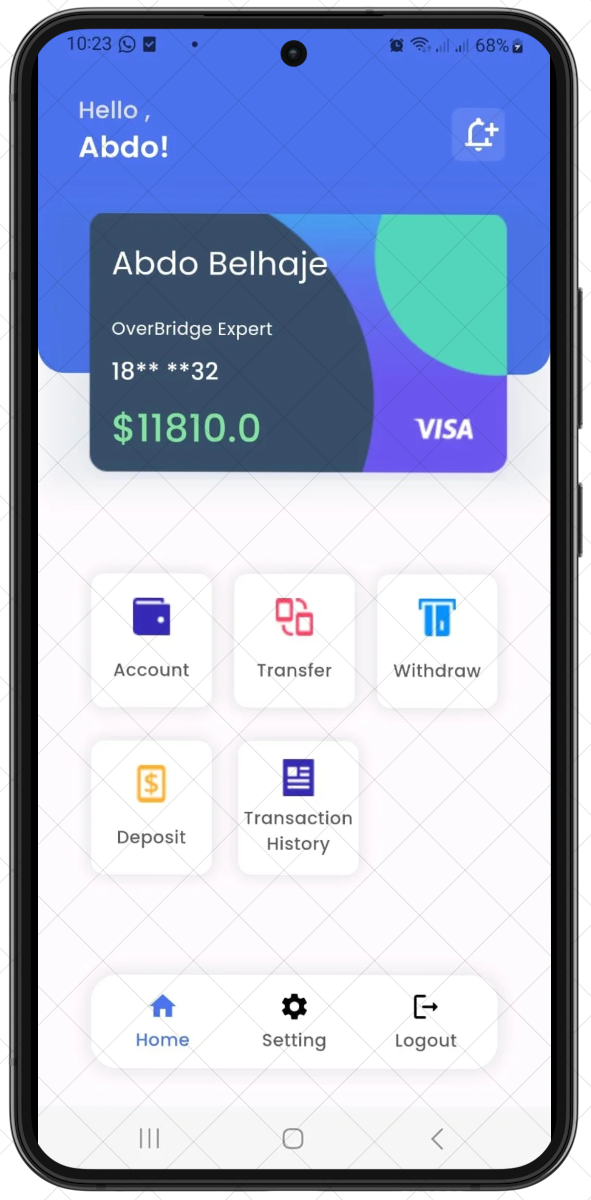 10:23
68%
Hello ,
Abdo!
Abdo Belhaje
OverBridge Expert
18** **32
$11810.0
VISA
Account
Transfer
Withdraw
Deposit
Transaction
History
Home
Setting
Logout